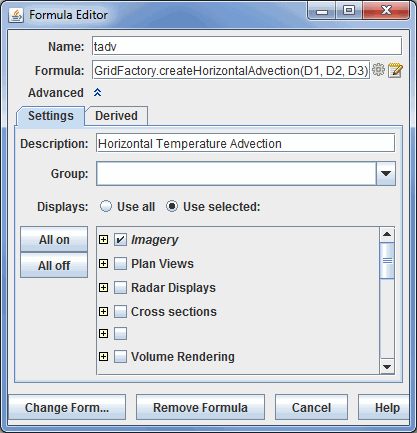 Formula Editor
Name: tadv
Formula: GridFactory.createHorizontalAdvection(D1, D2, D3)
Advanced
Settings Derived
Description: Horizontal Temperature Advection
Group:
Displays: Use all Use selected:
All on
All off
Imagery
Plan Views
Radar Displays
Cross sections
Volume Rendering
Change Form... Remove Formula Cancel Help